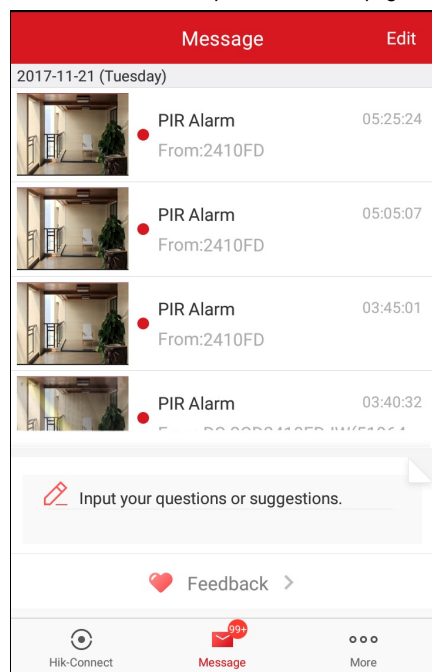 Message
Edit
2017-11-21 (Tuesday)
PIR Alarm
05:25:24
From:2410FD
PIR Alarm
05:05:07
From:2410FD
PIR Alarm
03:45:01
From:2410FD
PIR Alarm
03:40:32
Input your questions or suggestions.
Feedback
99+
Hik-Connect
Message
More